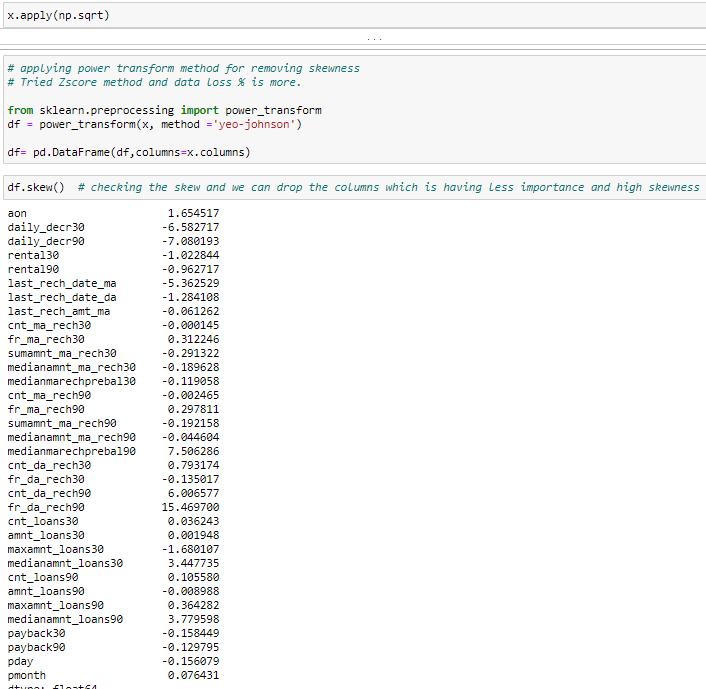 x.apply(np.sqrt)
...
# applying power transform method for removing skewness
# Tried Zscore method and data loss % is more.
from sklearn.preprocessing import power_transform
df = power_transform(x, method ='yeo-johnson')
df= pd.DataFrame(df,columns=x.columns)
df.skew()  # checking the skew and we can drop the columns which is having less importance and high skewness
aon 1.654517
daily_decr30 -6.582717
daily_decr90 -7.080193
rental30 -1.022844
rental90 -0.962717
last_rech_date_ma -5.362529
last_rech_date_da -1.284108
last_rech_amt_ma -0.061262
cnt_ma_rech30 -0.000145
fr_ma_rech30 0.312246
sumamnt_ma_rech30 -0.291322
medianamnt_ma_rech30 -0.189628
medianmarechprebal30 -0.119058
cnt_ma_rech90 -0.002465
fr_ma_rech90 0.297811
sumamnt_ma_rech90 -0.192158
medianamnt_ma_rech90 -0.044604
medianmarechprebal90 7.506286
cnt_da_rech30 0.793174
fr_da_rech30 -0.135017
cnt_da_rech90 6.006577
fr_da_rech90 15.469700
cnt_loans30 0.036243
amnt_loans30 0.001948
maxamnt_loans30 -1.680107
medianamnt_loans30 3.447735
cnt_loans90 0.105580
amnt_loans90 -0.008988
maxamnt_loans90 0.364282
medianamnt_loans90 3.779598
payback30 -0.158449
payback90 -0.129795
pday -0.156079
pmonth 0.076431
dtype: float64